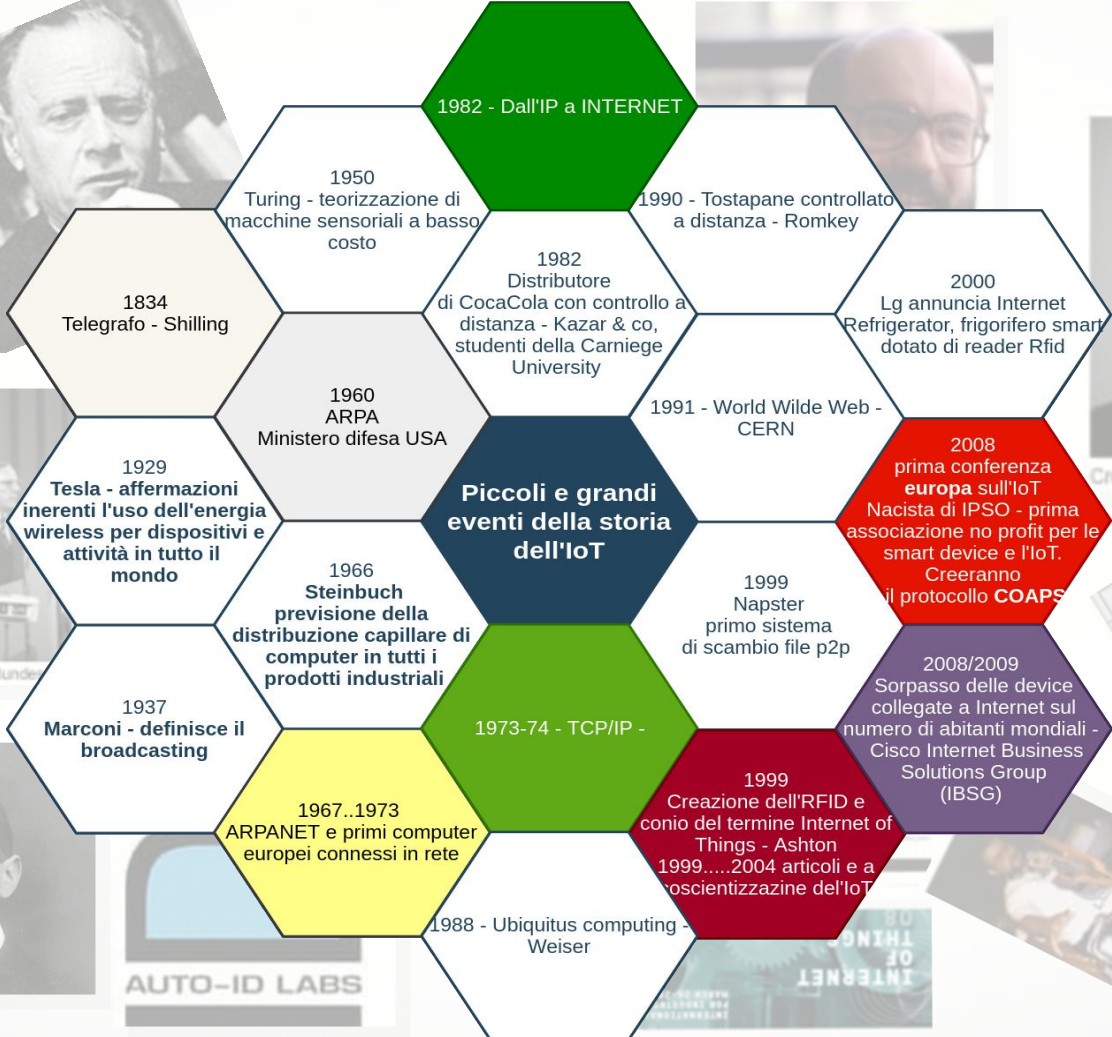 1982 - Dall'IP a INTERNET
1950
Turing - teorizzazione di
macchine sensoriali a basso
costo
1990 - Tostapane controllato
a distanza - Romkey
1834
Telegrafo - Shilling
1982
Distributore
di CocaCola con controllo a
distanza - Kazar & co,
studenti della Carniege
University
2000
Lg annuncia Internet
Refrigerator, frigorifero smart
dotato di reader Rfid
1960
ARPA
Ministero difesa USA
1991 - World Wilde Web -
CERN
1929
Tesla - affermazioni
inerenti l'uso dell'energia
wireless per dispositivi e
attività in tutto il
mondo
Piccoli e grandi
eventi della storia
dell'IoT
2008
prima conferenza
europa sull'IoT
Nacista di IPSO - prima
associazione no profit per le
smart device e l'IoT.
Creeranno
il protocollo COAPS
1966
Steinbuch
previsione della
distribuzione capillare di
computer in tutti i
prodotti industriali
1999
Napster
primo sistema
di scambio file p2p
1937
Marconi - definisce il
broadcasting
1973-74 - TCP/IP -
2008/2009
Sorpasso delle device
collegate a Internet sul
numero di abitanti mondiali -
Cisco Internet Business
Solutions Group
(IBSG)
1967..1973
ARPANET e primi computer
europei connessi in rete
1999
Creazione dell'RFID e
conio del termine Internet of
Things - Ashton
1999.....2004 articoli e a
coscientizzazine del'IoT
1988 - Ubiquitus computing -
Weiser
AUTO-ID LABS
08
THINGS
OF
INTERNET